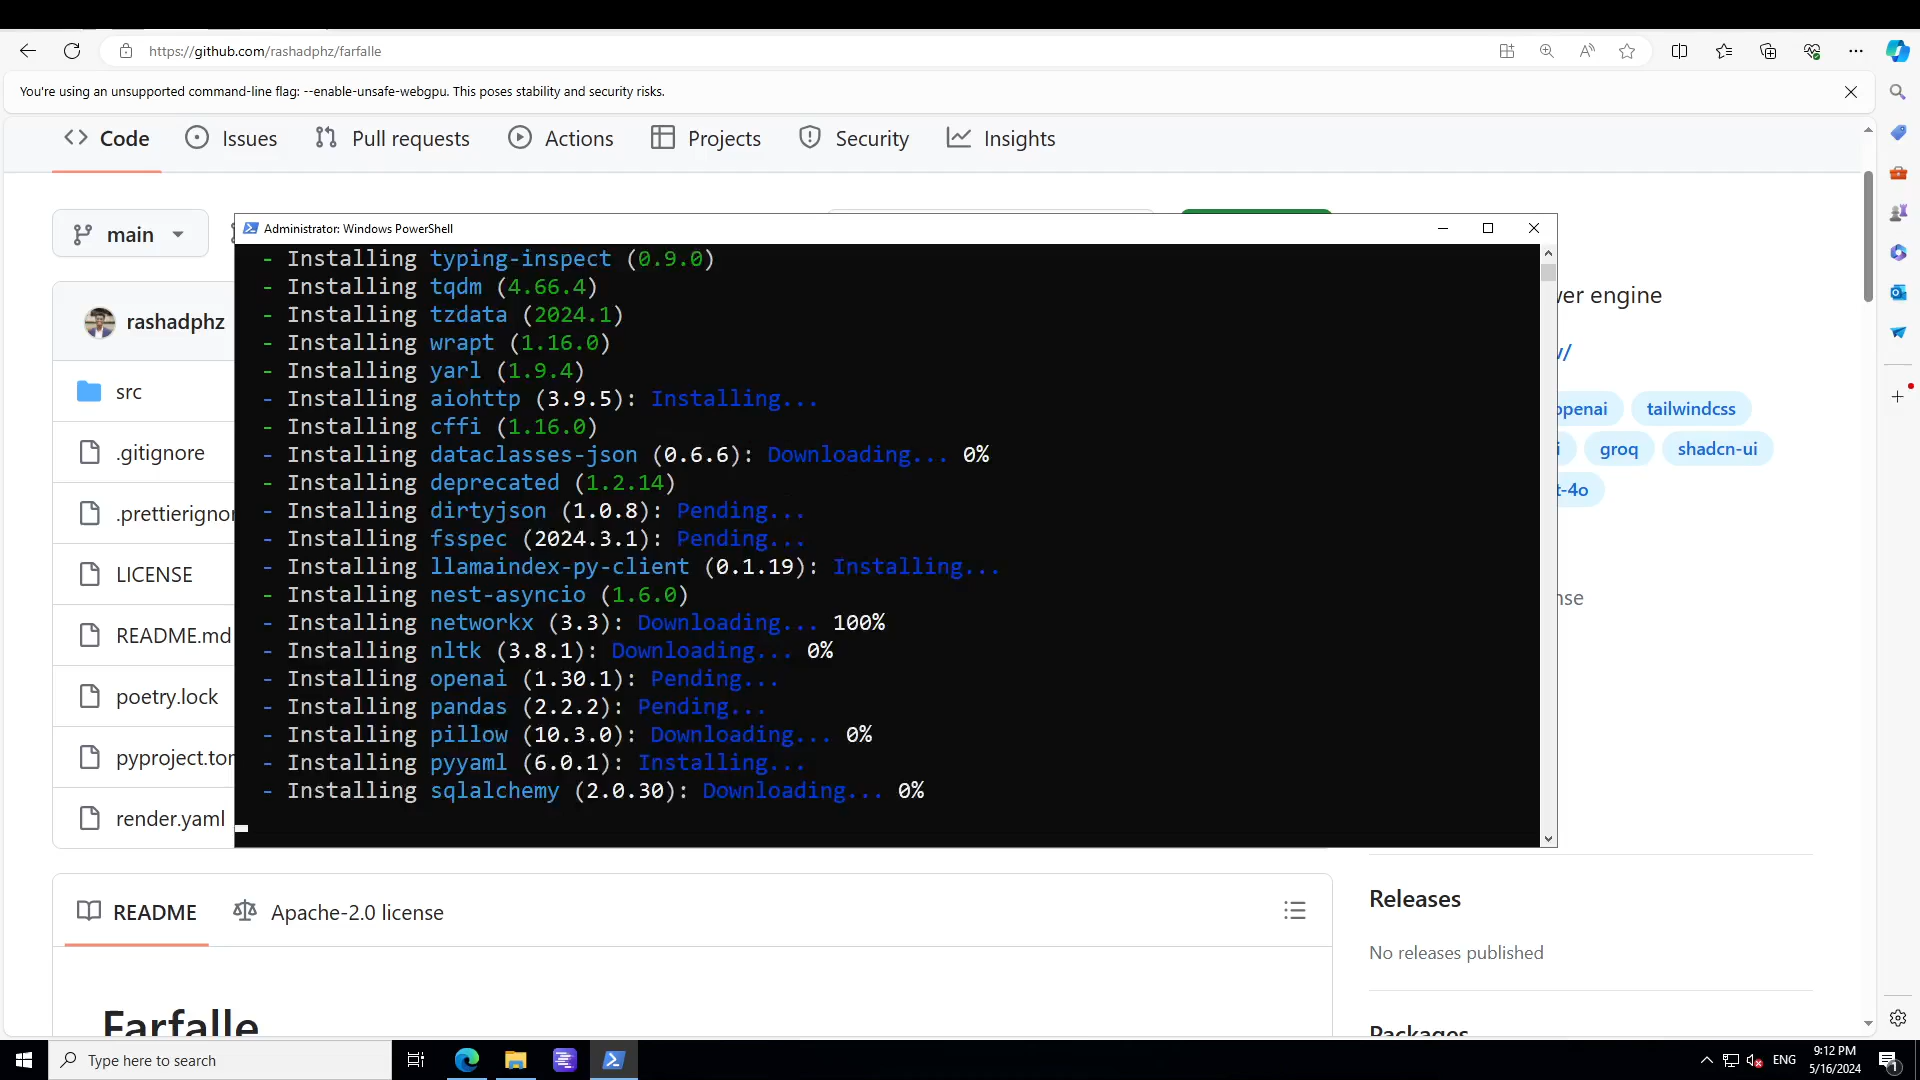 https://github.com/rashadphz/farfalle
You're using an unsupported command-line flag: --enable-unsafe-webgpu. This poses stability and security risks.
Code Issues Pull requests Actions Projects Security Insights
main
Administrator: Windows PowerShell
- Installing typing-inspect (0.9.0)
- Installing tqdm (4.66.4)
- Installing tzdata (2024.1)
- Installing wrapt (1.16.0)
- Installing yarl (1.9.4)
- Installing aiohttp (3.9.5): Installing...
- Installing cffi (1.16.0)
- Installing dataclasses-json (0.6.6): Downloading... 0%
- Installing deprecated (1.2.14)
- Installing dirtyjson (1.0.8): Pending...
- Installing fsspec (2024.3.1): Pending...
- Installing llamaindex-py-client (0.1.19): Installing...
- Installing nest-asyncio (1.6.0)
- Installing networkx (3.3): Downloading... 100%
- Installing nltk (3.8.1): Downloading... 0%
- Installing openai (1.30.1): Pending...
- Installing pandas (2.2.2): Pending...
- Installing pillow (10.3.0): Downloading... 0%
- Installing pyyaml (6.0.1): Installing...
- Installing sqlalchemy (2.0.30): Downloading... 0%
rashadphz
src
.gitignore
.prettierignor
LICENSE
README.md
poetry.lock
pyproject.tor
render.yaml
engine
openai tailwindcss
groq shadcn-ui
t-4o
README Apache-2.0 license
Farfalle
Releases
No releases published
Packages
Type here to search
ENG
9:12 PM
5/16/2024
1